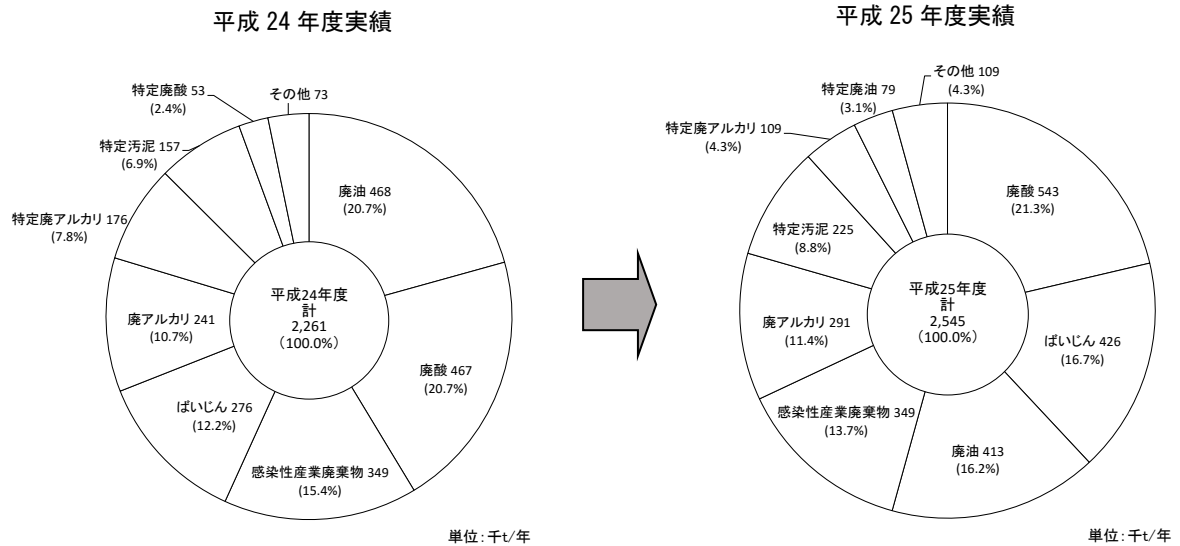 平成 24 年度実績
特定廃酸 53
(2.4%)
その他 73
特定汚泥 157
(6.9%)
特定廃アルカリ 176
(7.8%)
廃アルカリ 241
(10.7%)
ばいじん 276
(12.2%)
感染性産業廃棄物 349
(15.4%)
廃酸 467
(20.7%)
廃油 468
(20.7%)
平成24年度
計
2,261
（100.0%）
単位：千t/年
平成 25 年度実績
その他 109
(4.3%)
特定廃油 79
(3.1%)
特定廃アルカリ 109
(4.3%)
特定汚泥 225
(8.8%)
廃アルカリ 291
(11.4%)
感染性産業廃棄物 349
(13.7%)
廃油 413
(16.2%)
ばいじん 426
(16.7%)
廃酸 543
(21.3%)
平成25年度
計
2,545
（100.0%）
単位：千t/年